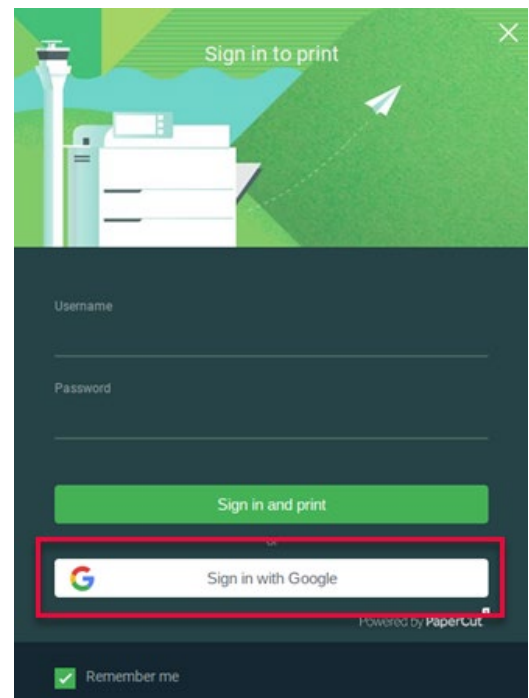 Sign in to print
Username
Password
Sign in and print
or
Sign in with Google
Powered by PaperCut
Remember me